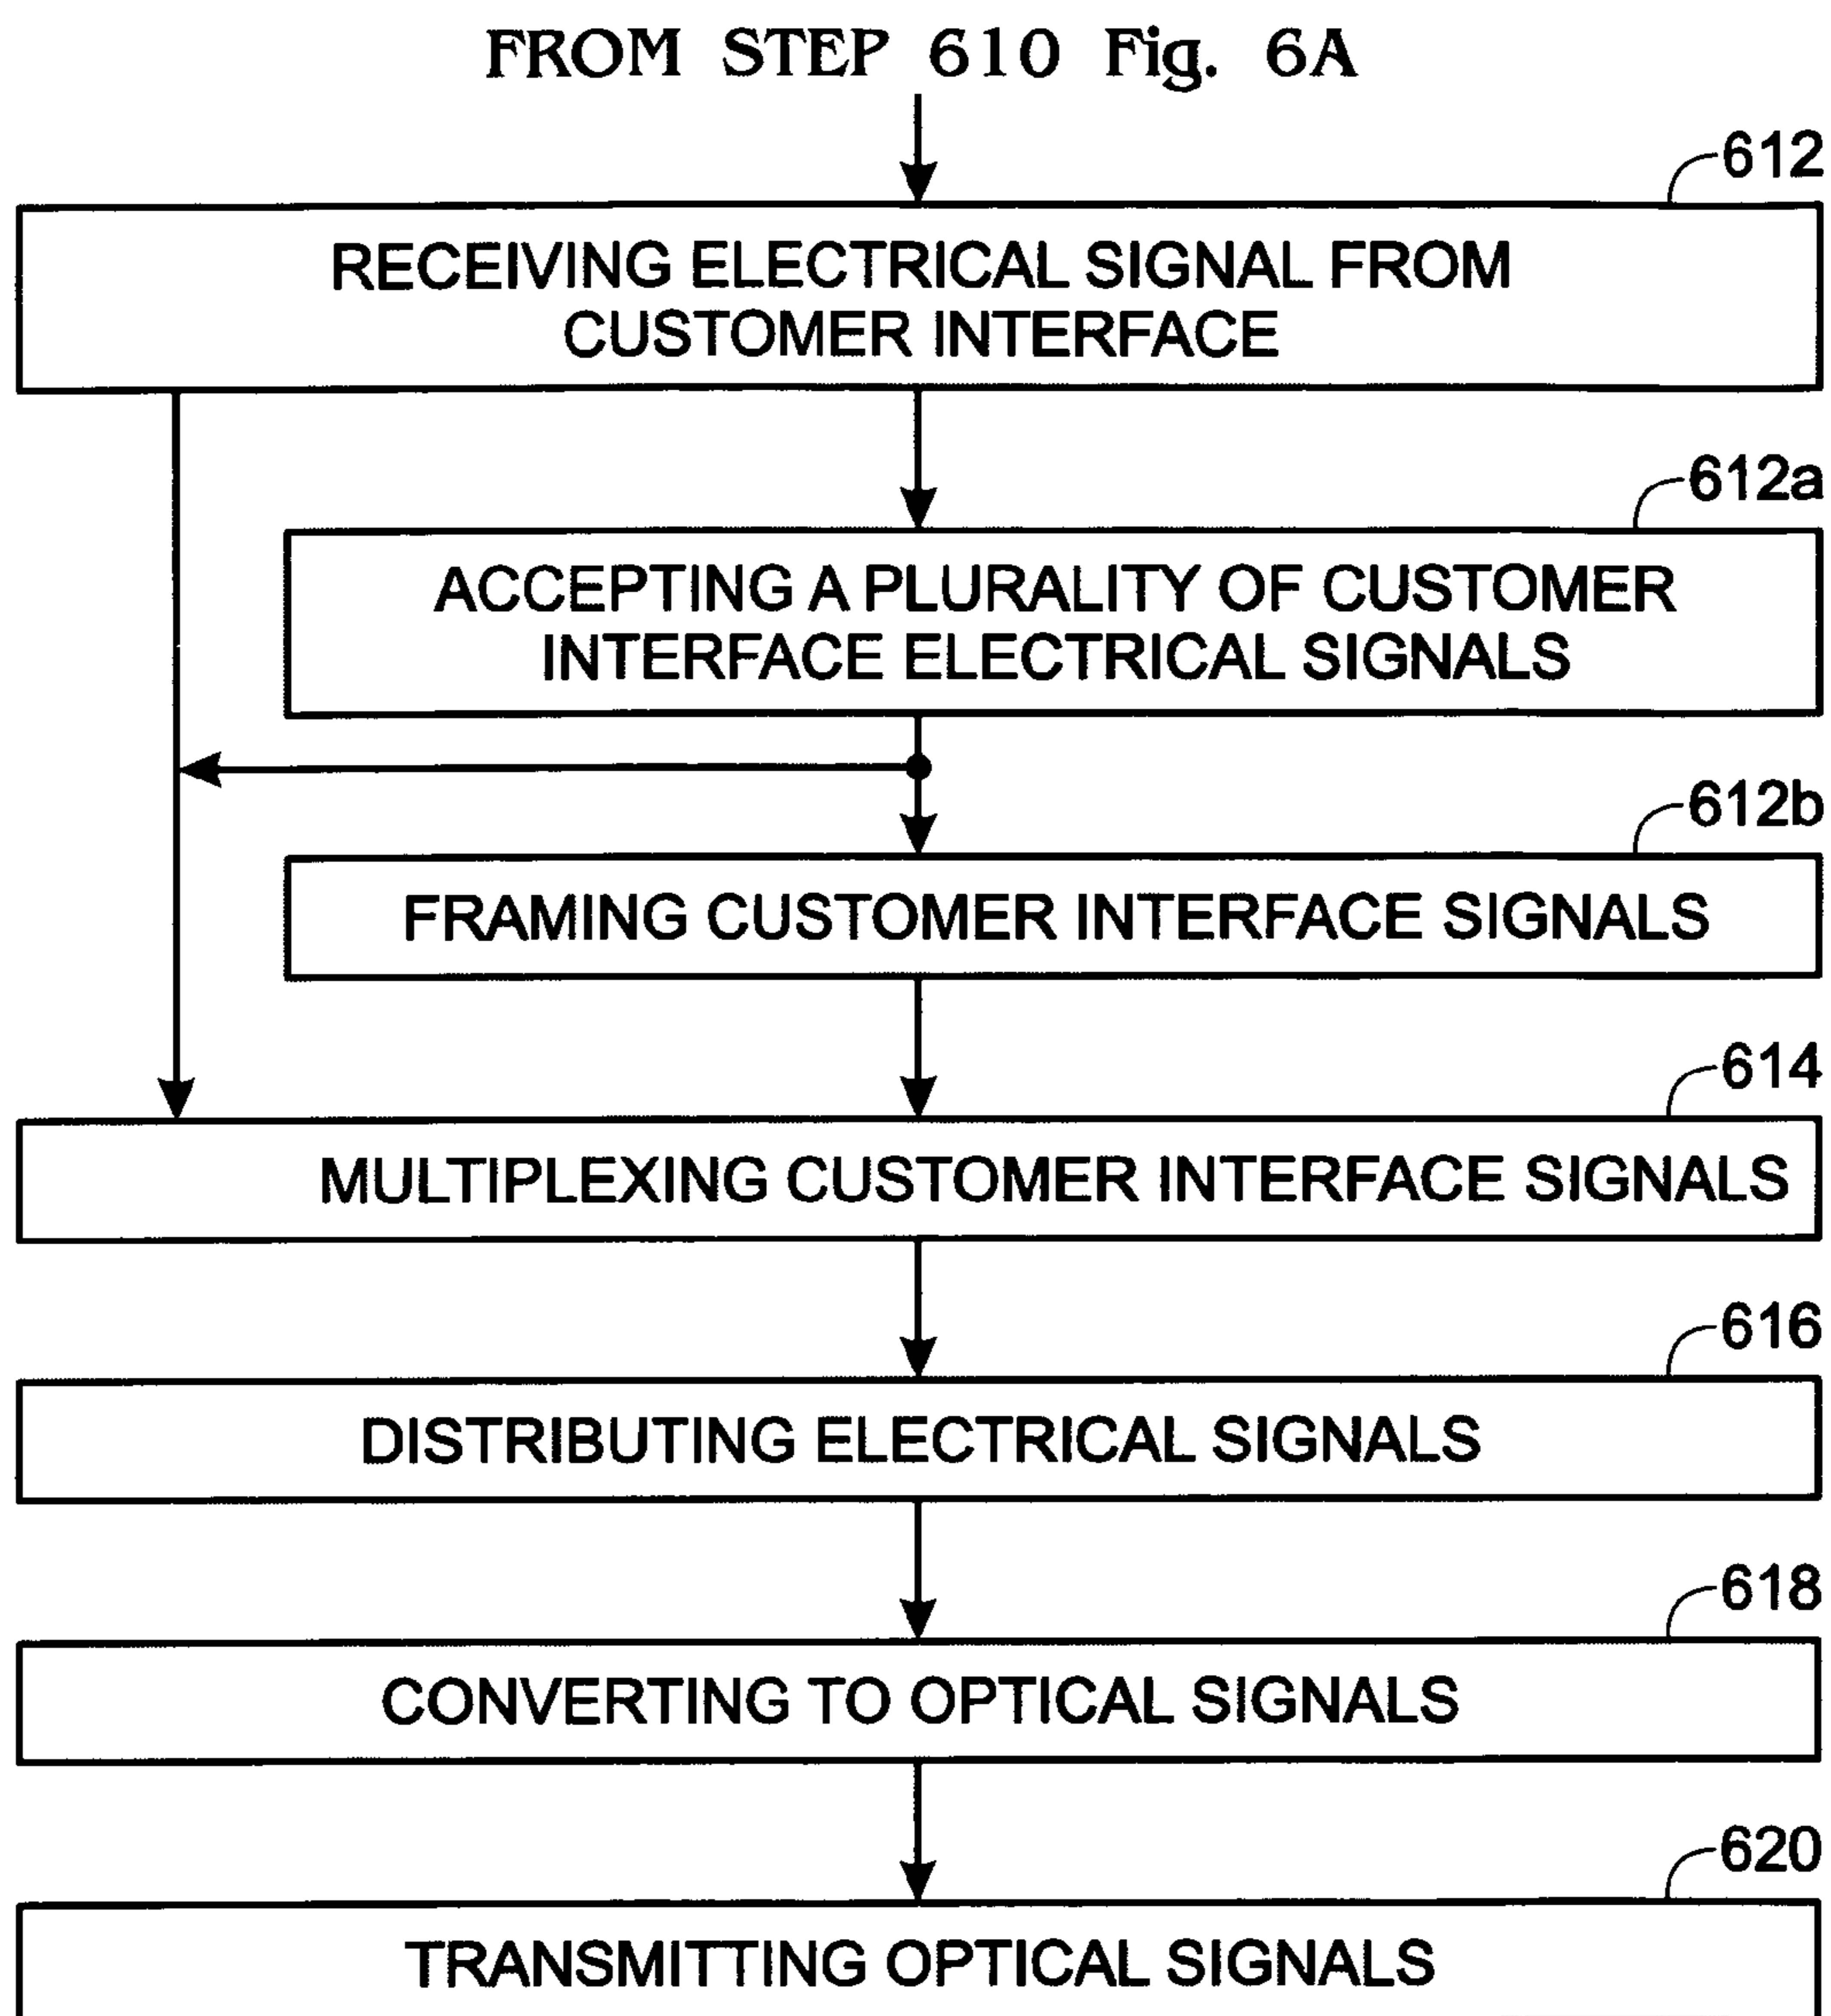 FROM STEP 610 Fig. 6A
612
RECEIVING ELECTRICAL SIGNAL FROM
CUSTOMER INTERFACE
612a
ACCEPTING A PLURALITY OF CUSTOMER
INTERFACE ELECTRICAL SIGNALS
612b
FRAMING CUSTOMER INTERFACE SIGNALS
614
MULTIPLEXING CUSTOMER INTERFACE SIGNALS
616
DISTRIBUTING ELECTRICAL SIGNALS
618
CONVERTING TO OPTICAL SIGNALS
620
TRANSMITTING OPTICAL SIGNALS